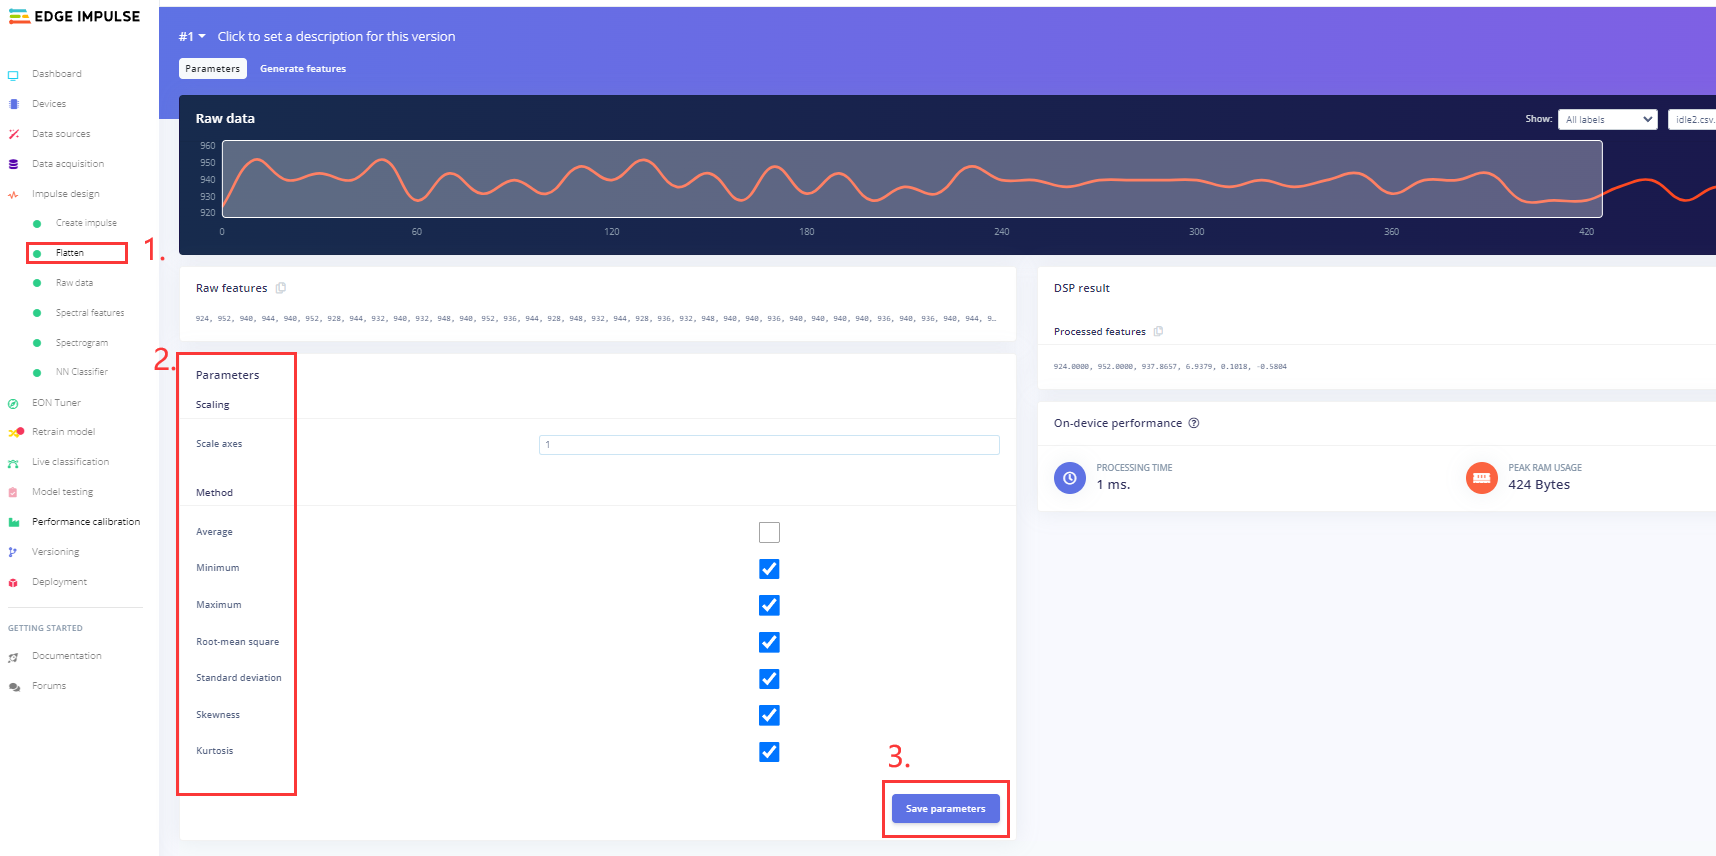 EDGE IMPULSE
Dashboard
Devices
Data sources
Data acquisition
Impulse design
Create impulse
Flatten
1.
Raw data
Spectral features
Spectrogram
NN Classifier
EON Tuner
Retrain model
Live classification
Model testing
Performance calibration
Versioning
Deployment
GETTING STARTED
Documentation
Forums
#1 Click to set a description for this version
Parameters Generate features
Raw data
Show: All labels idle2.csv.
960
950
940
930
920
0 60 120 180 240 300 360 420
Raw features
924, 952, 940, 944, 940, 952, 928, 944, 932, 940, 932, 948, 940, 952, 936, 944, 928, 948, 932, 944, 928, 936, 932, 948, 940, 940, 936, 940, 940, 940, 940, 936, 940, 936, 940, 944, 9…
2.
Parameters
Scaling
Scale axes 1
Method
Average
Minimum
Maximum
Root-mean square
Standard deviation
Skewness
Kurtosis
3.
Save parameters
DSP result
Processed features
924.0000, 952.0000, 937.8657, 6.9379, 0.1018, -0.5804
On-device performance ?
PROCESSING TIME
1 ms.
PEAK RAM USAGE
424 Bytes